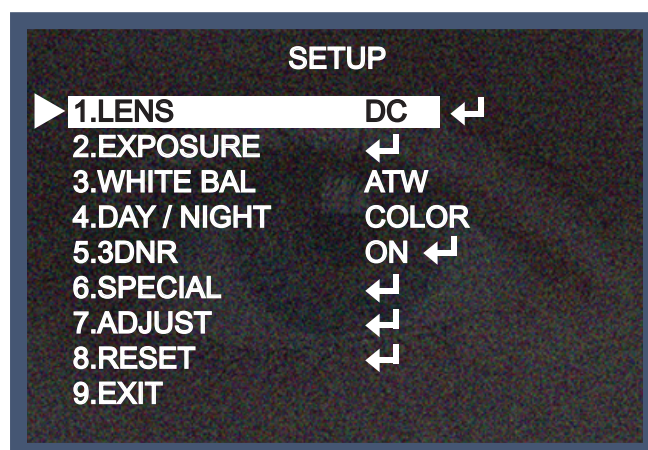 SETUP
1.LENS DC ↵
2.EXPOSURE ↵
3.WHITE BAL ATW
4.DAY / NIGHT COLOR
5.3DNR ON ↵
6.SPECIAL ↵
7.ADJUST ↵
8.RESET ↵
9.EXIT